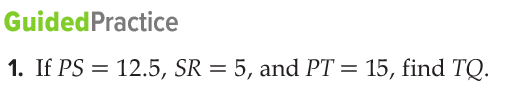 GuidedPractice
1. If PS = 12.5, SR = 5, and PT = 15, find TQ.